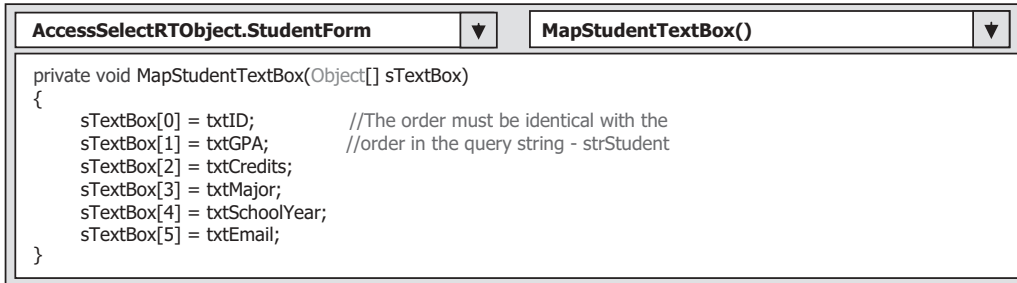 AccessSelectRTObject.StudentForm MapStudentTextBox()
private void MapStudentTextBox(Object[] sTextBox)
{
sTextBox[0] = txtID; //The order must be identical with the
sTextBox[1] = txtGPA; //order in the query string - strStudent
sTextBox[2] = txtCredits;
sTextBox[3] = txtMajor;
sTextBox[4] = txtSchoolYear;
sTextBox[5] = txtEmail;
}